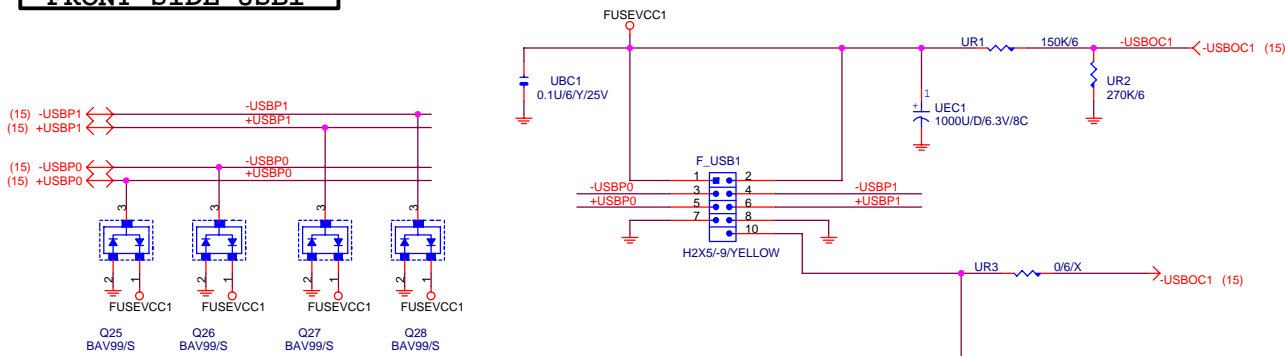 FRONT SIDE USB1
FUSEVCC1
UBC1
0.1U/6/Y/25V
UR1 150K/6 -USBOC1 -USBOC1 (15)
UR2
270K/6
1
+
UEC1
1000U/D/6.3V/8C
(15) -USBP1 -USBP1
(15) +USBP1 +USBP1
(15) -USBP0 -USBP0
(15) +USBP0 +USBP0
F_USB1
1 2
-USBP0 3 4 -USBP1
+USBP0 5 6 +USBP1
7 8
10
H2X5/-9/YELLOW
UR3 0/6/X -USBOC1 (15)
3 3 3 3
2 1 2 1 2 1 2 1
FUSEVCC1 FUSEVCC1 FUSEVCC1 FUSEVCC1
Q25 Q26 Q27 Q28
BAV99/S BAV99/S BAV99/S BAV99/S